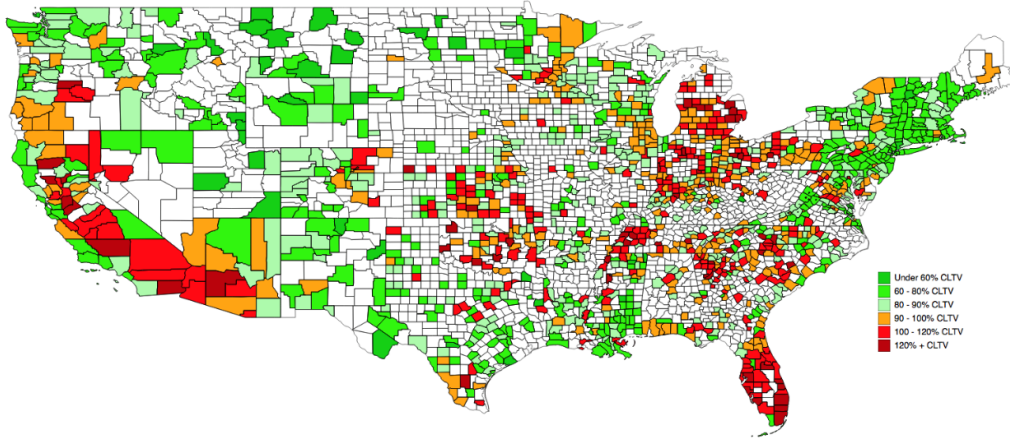 Under 60% CLTV
60 - 80% CLTV
80 - 90% CLTV
90 - 100% CLTV
100 - 120% CLTV
120% + CLTV